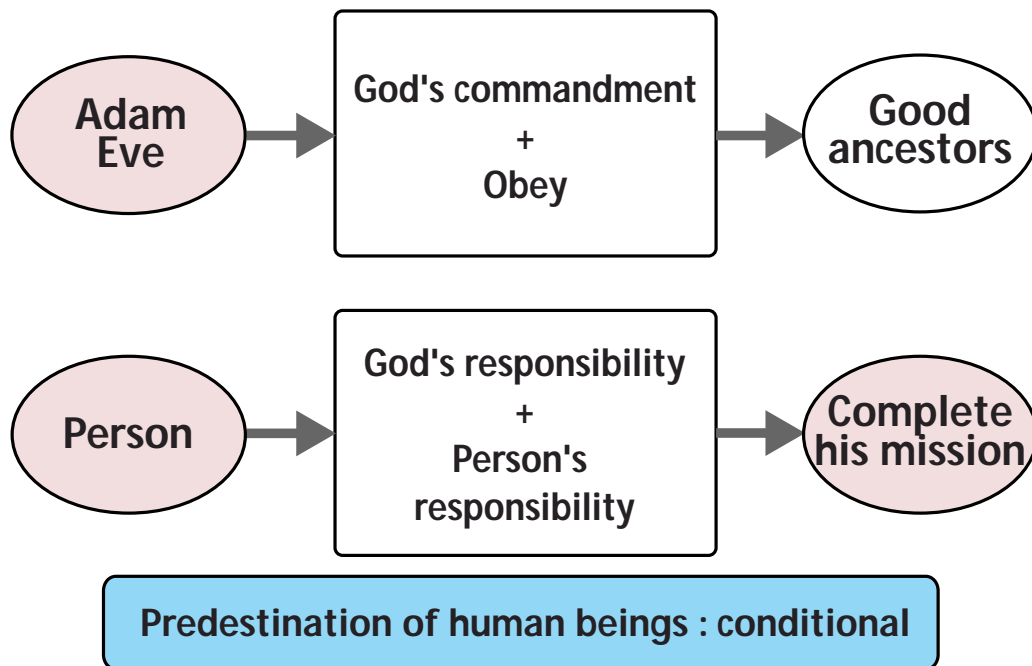 Adam
Eve
God's commandment
+
Obey
Good
ancestors
Person
God's responsibility
+
Person's
responsibility
Complete
his mission
Predestination of human beings : conditional